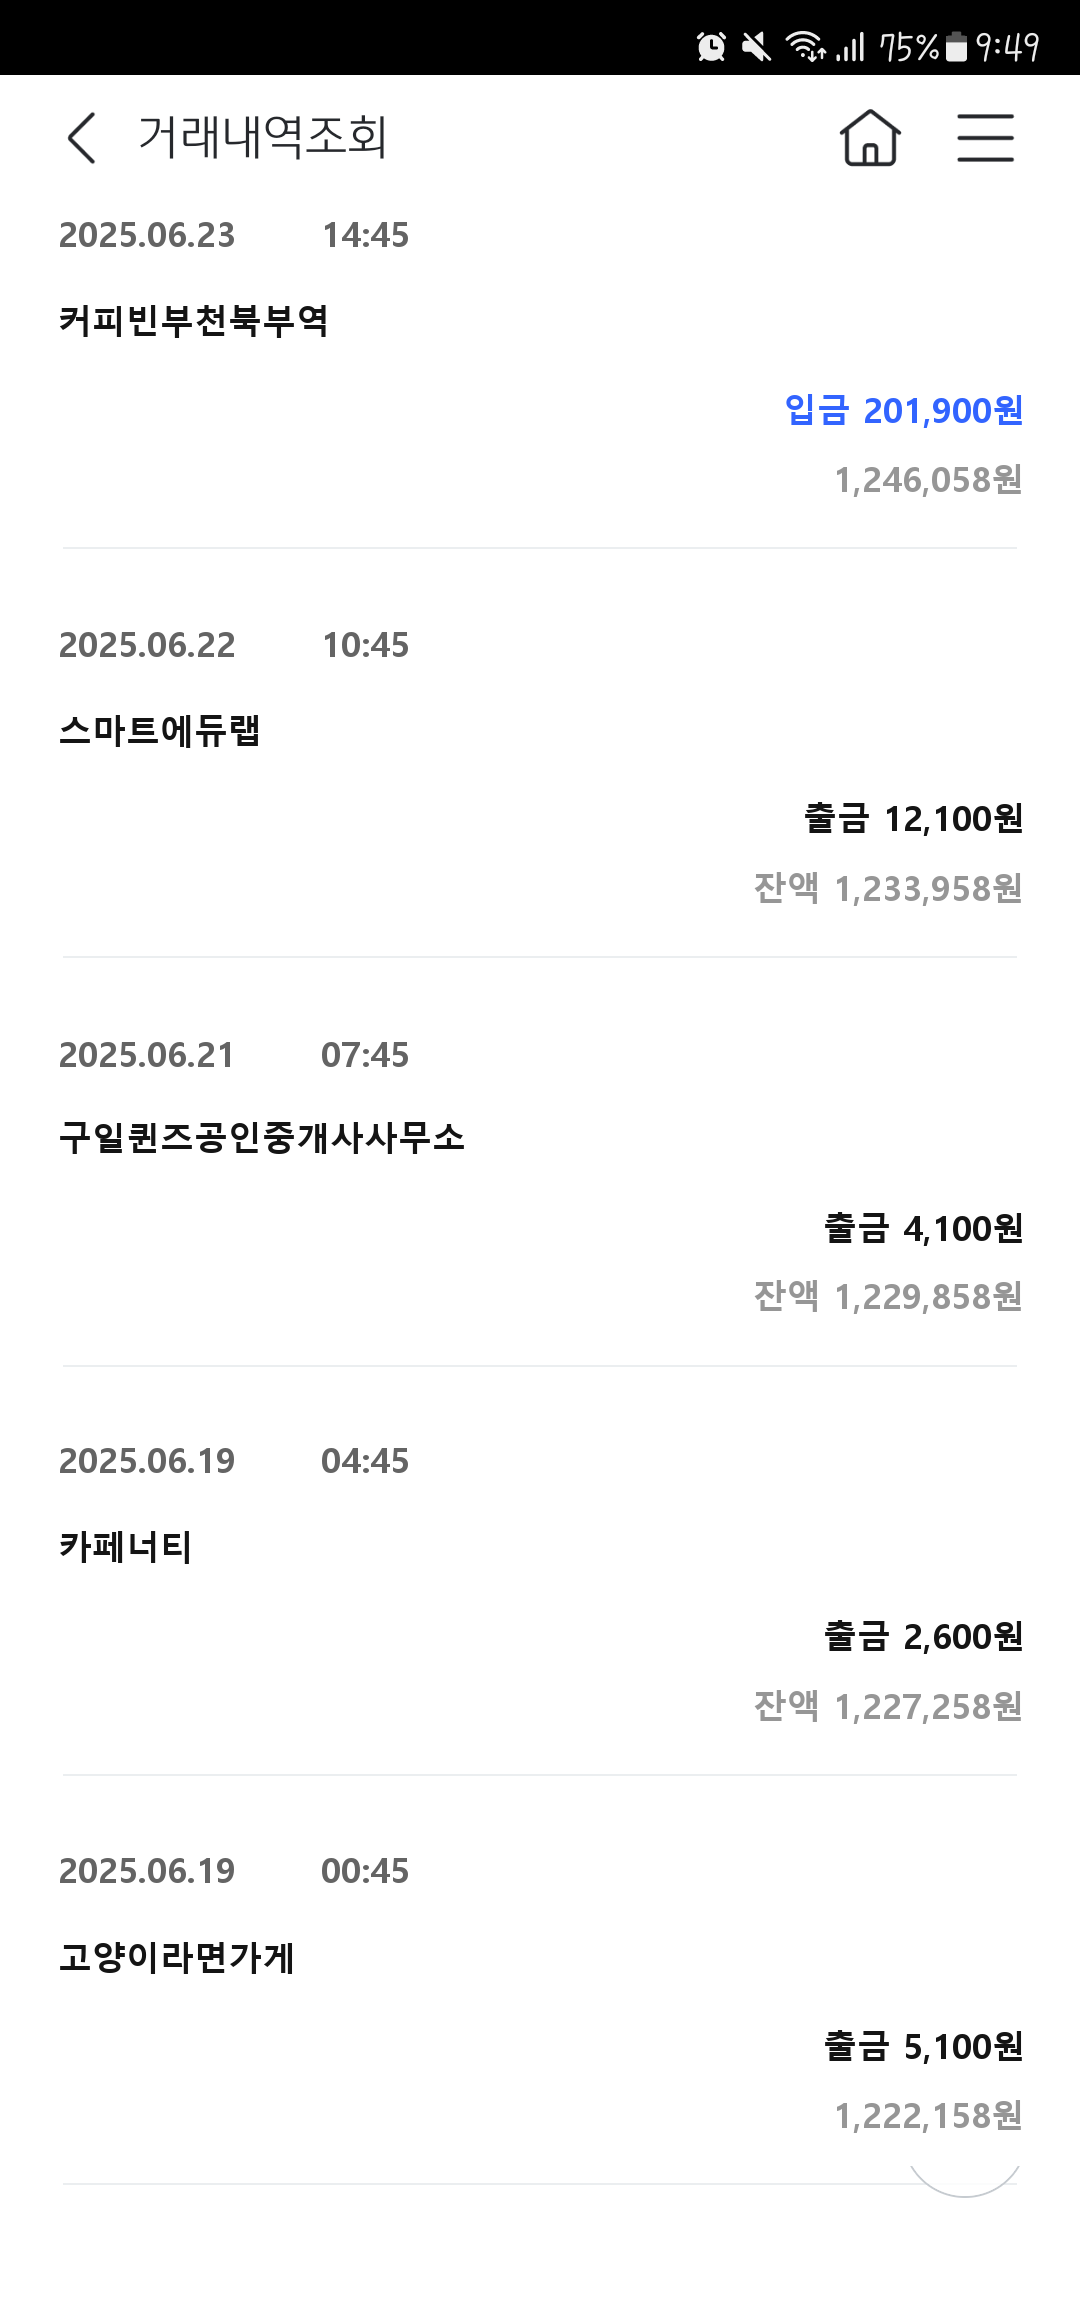 75% 9:49
거래내역조회
2025.06.23 14:45
커피빈부천북부역
입금 201,900원
1,246,058원
2025.06.22 10:45
스마트에듀랩
출금 12,100원
잔액 1,233,958원
2025.06.21 07:45
구일퀸즈공인중개사사무소
출금 4,100원
잔액 1,229,858원
2025.06.19 04:45
카페너티
출금 2,600원
잔액 1,227,258원
2025.06.19 00:45
고양이라면가게
출금 5,100원
1,222,158원